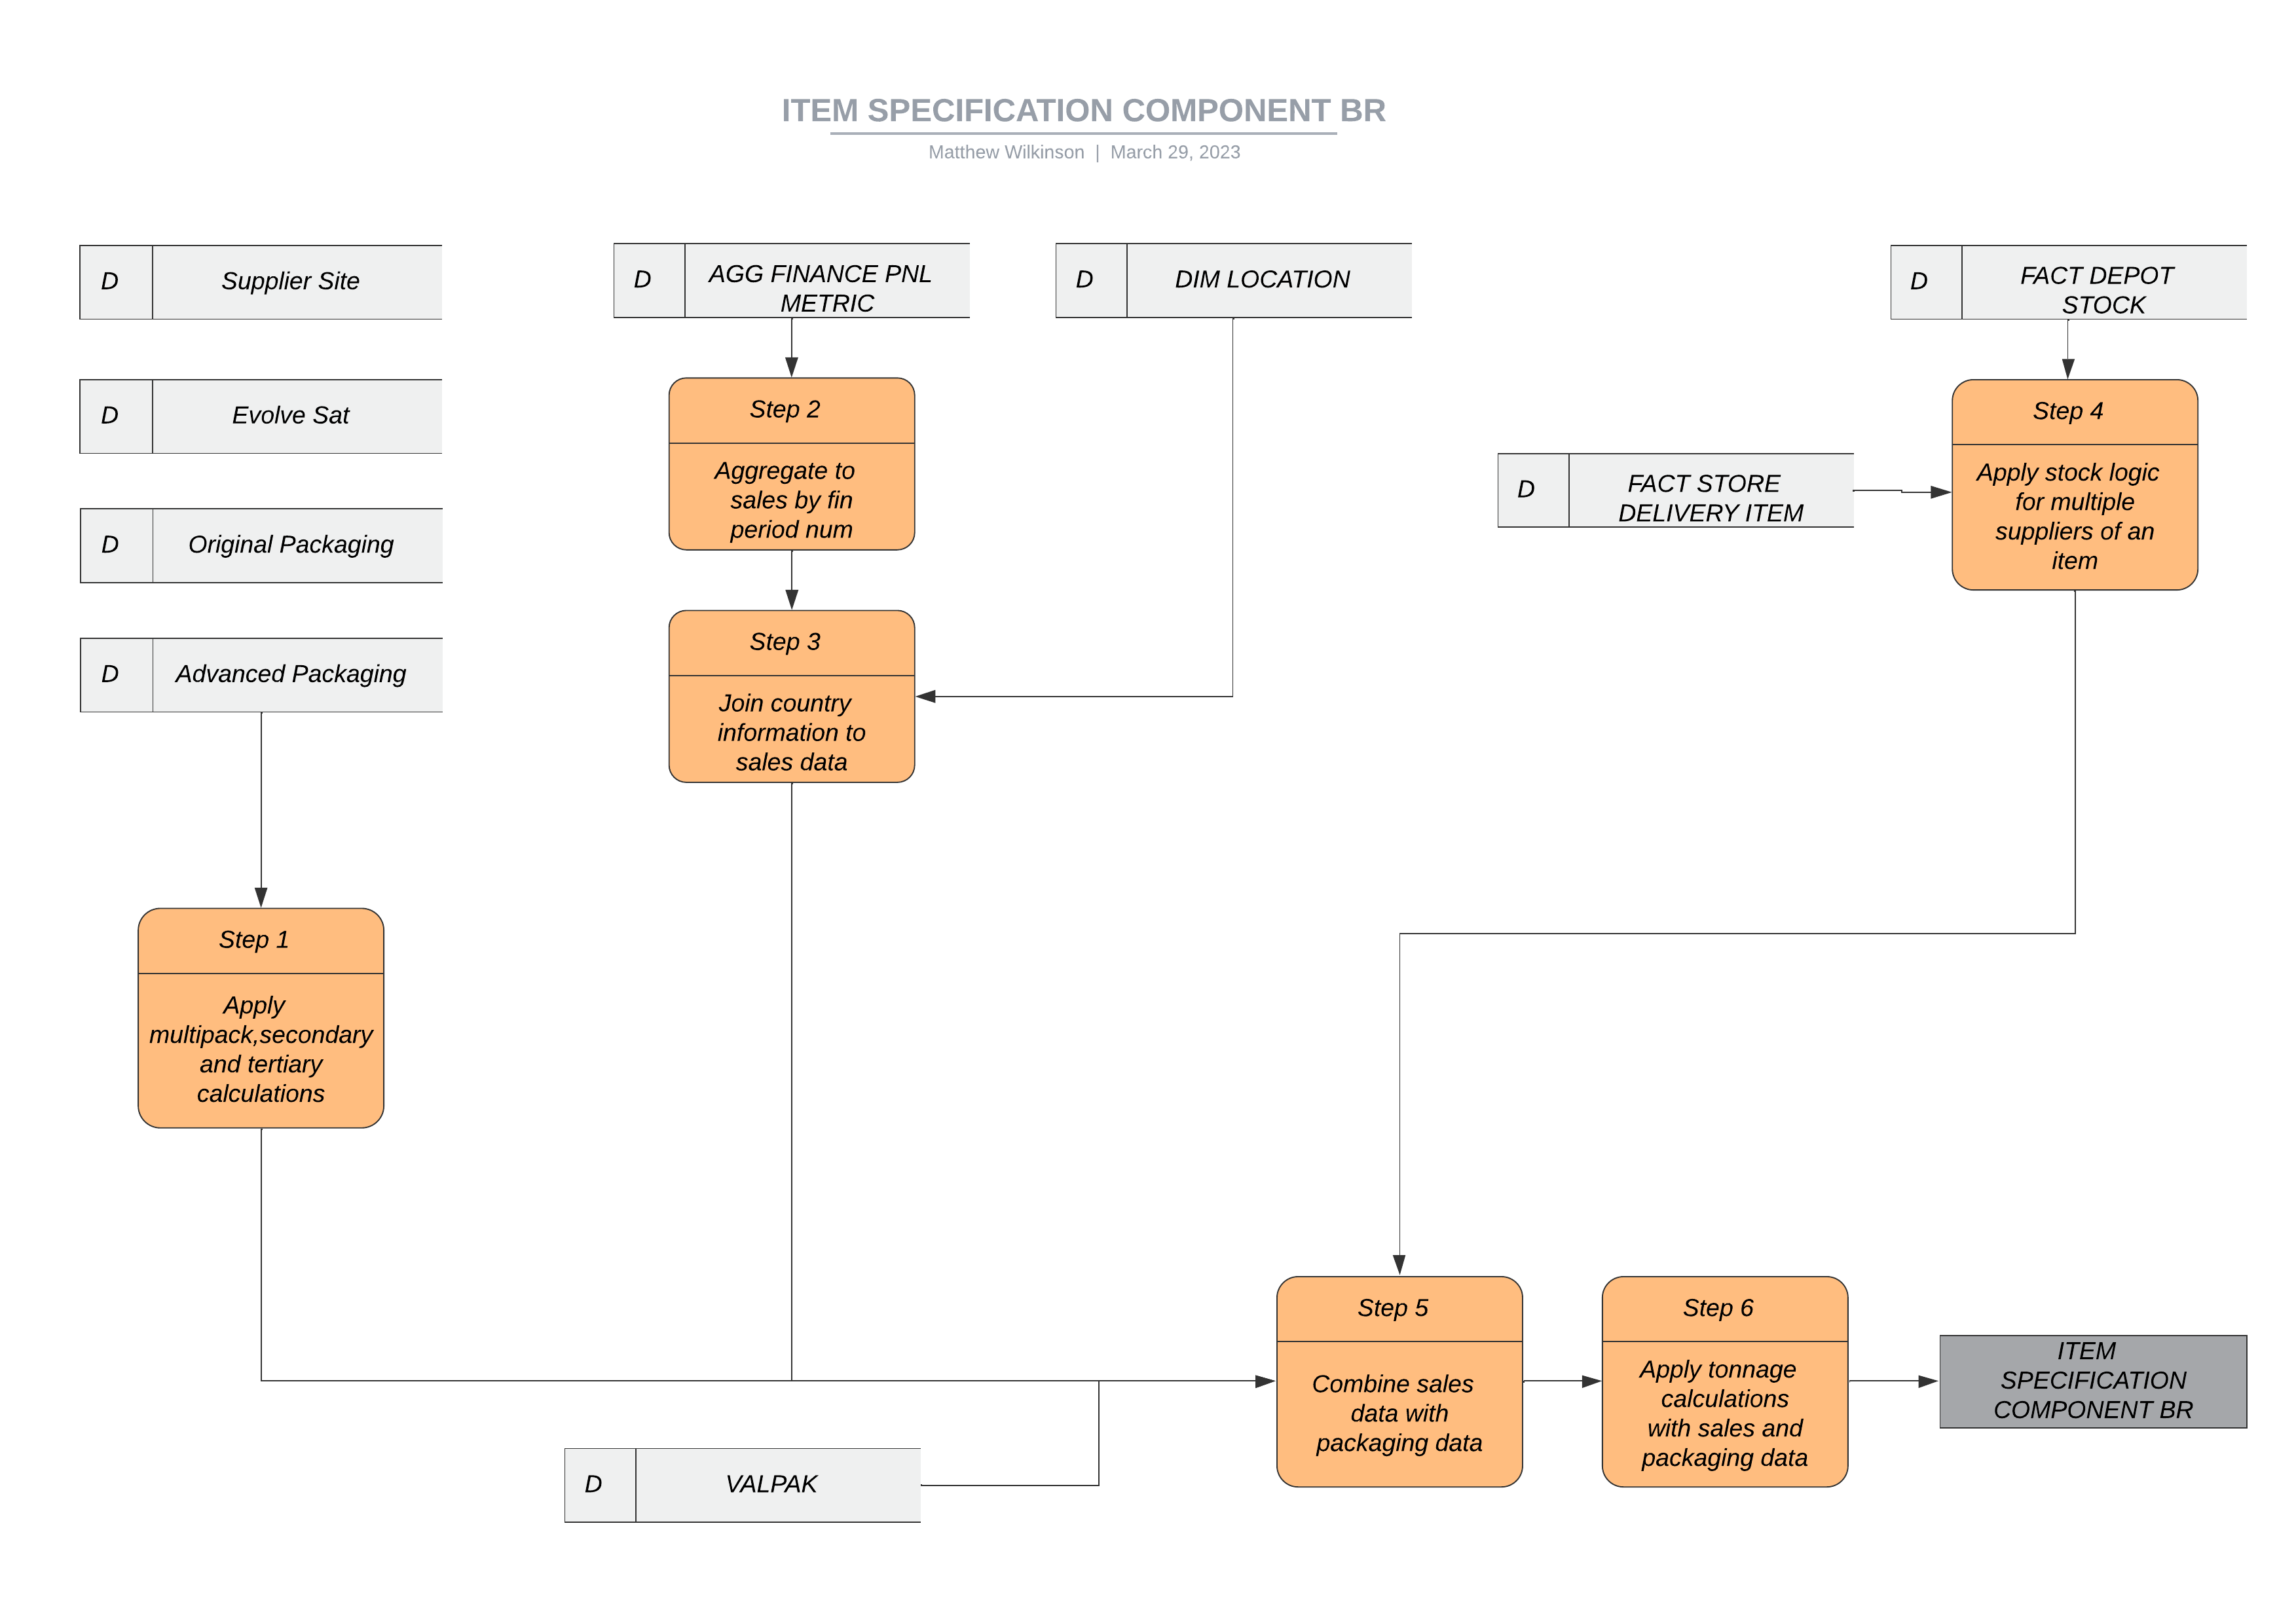 ITEM SPECIFICATION COMPONENT BR
Matthew Wilkinson | March 29, 2023
D
Supplier Site
D
AGG FINANCE PNL
METRIC
D
DIM LOCATION
D
FACT DEPOT
STOCK
D
Evolve Sat
Step 2
Aggregate to
sales by fin
period num
D
FACT STORE
DELIVERY ITEM
Step 4
Apply stock logic
for multiple
suppliers of an
item
D
Original Packaging
D
Advanced Packaging
Step 3
Join country
information to
sales data
Step 1
Apply
multipack,secondary
and tertiary
calculations
Step 5
Combine sales
data with
packaging data
Step 6
Apply tonnage
calculations
with sales and
packaging data
ITEM
SPECIFICATION
COMPONENT BR
D
VALPAK